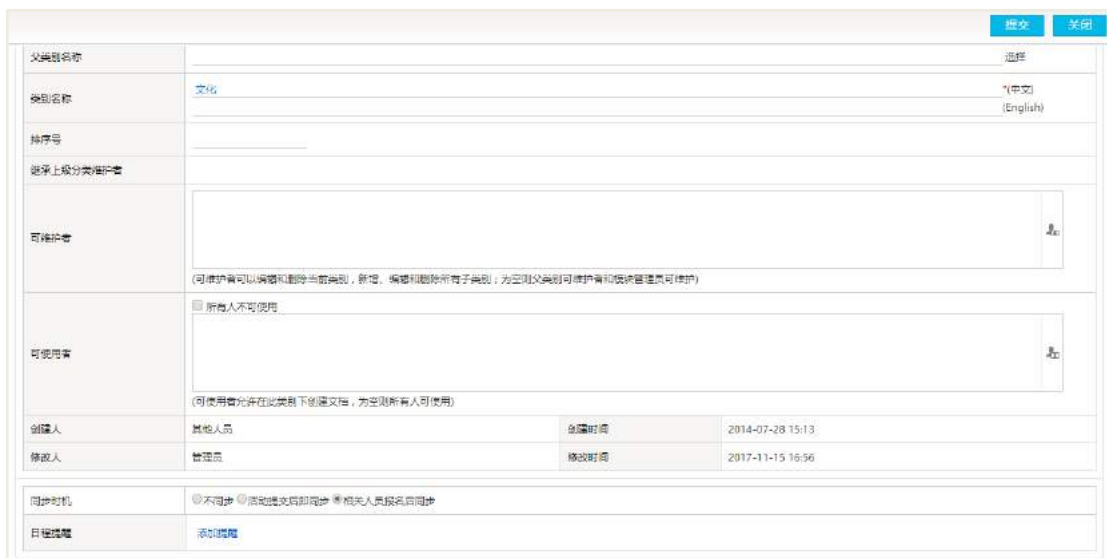 提交 关闭
父类别名称 选择
类别名称 文化 *(中文)
(English)
排序号
继承上级分类维护者
可维护者
(可维护者可以编辑和删除当前类别，新增、编辑和删除所有子类别；为空则父类别可维护者和模块管理员可维护)
所有人不可使用
可使用者
(可使用者允许在此类别下创建文档，为空则所有人可使用)
创建人 其他人员 创建时间 2014-07-28 15:13
修改人 管理员 修改时间 2017-11-15 16:56
同步时机 不同步 活动提交后即同步 相关人员报名后同步
日程提醒 添加提醒